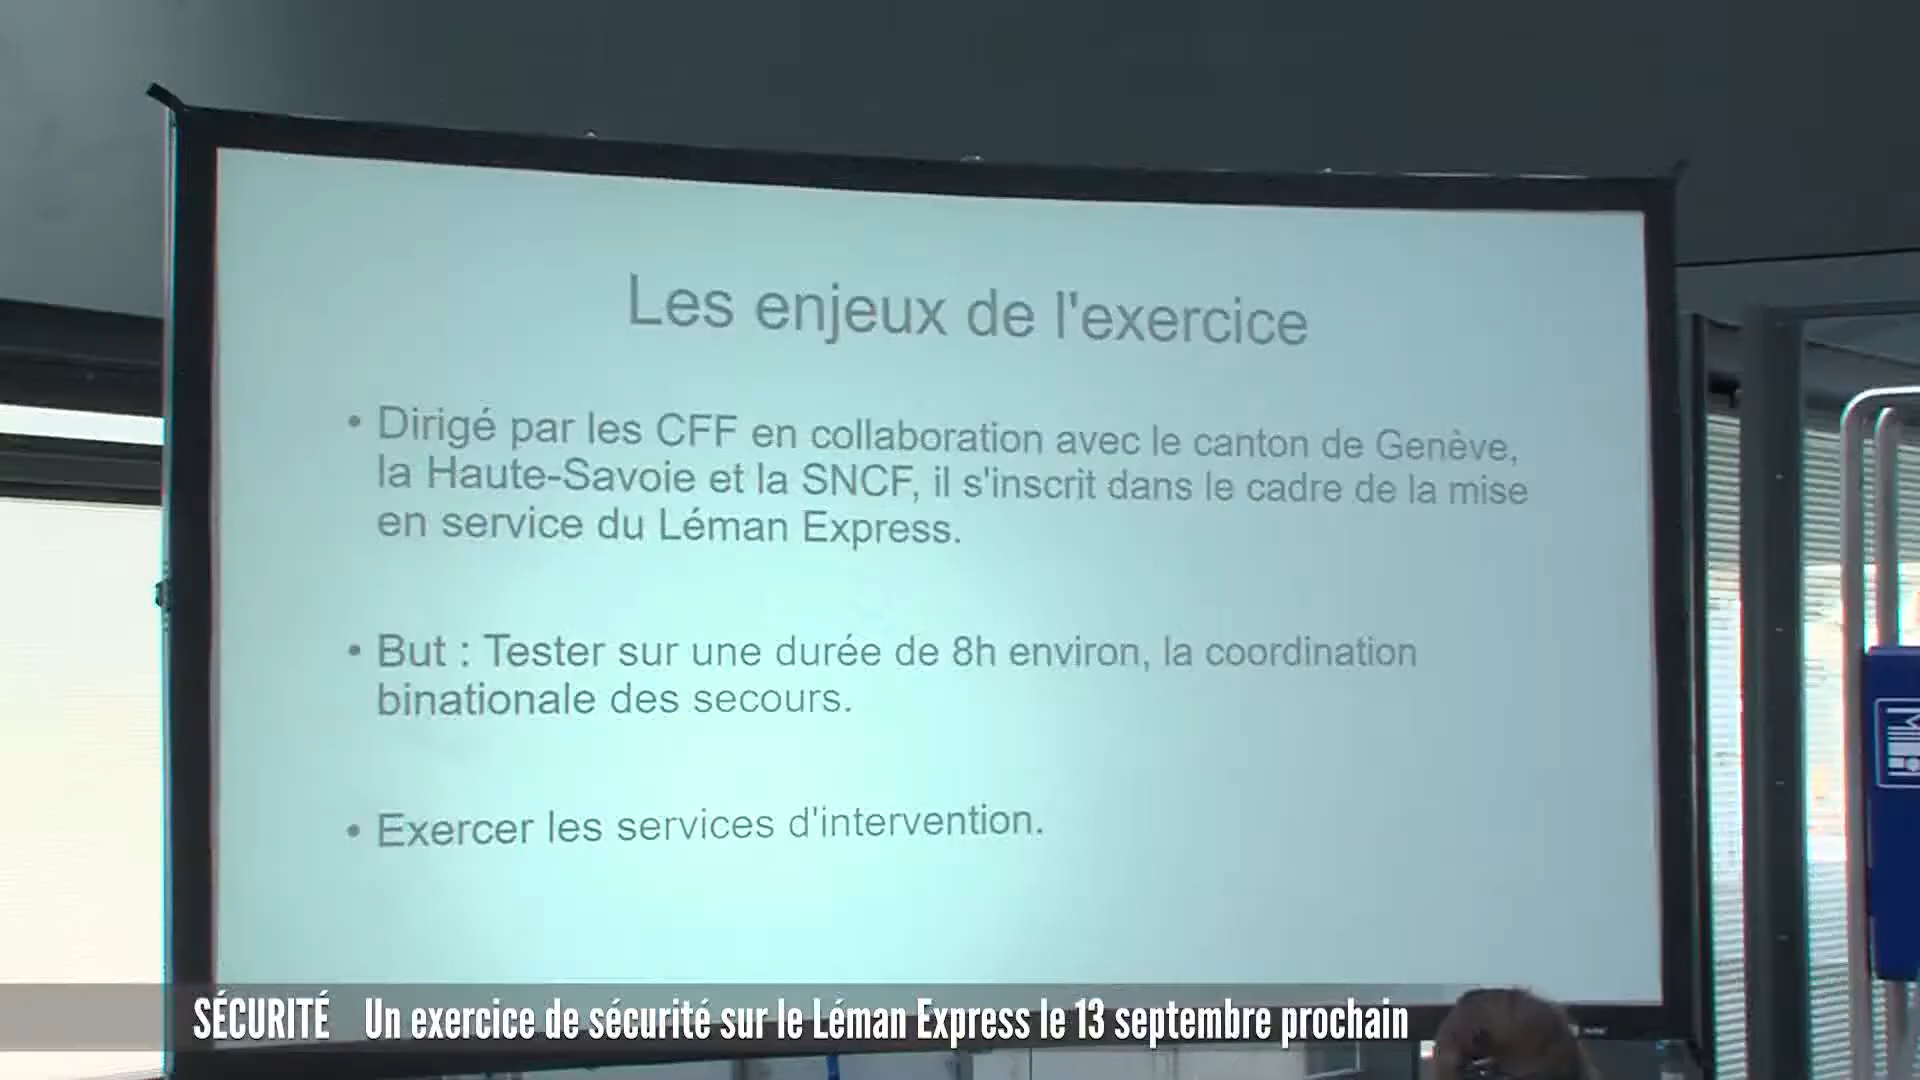 Les enjeux de l'exercice
• Dirigé par les CFF en collaboration avec le canton de Genève,
la Haute-Savoie et la SNCF, il s'inscrit dans le cadre de la mise
en service du Léman Express.
• But : Tester sur une durée de 8h environ, la coordination
binationale des secours.
• Exercer les services d'intervention.
SÉCURITÉ Un exercice de sécurité sur le Léman Express le 13 septembre prochain